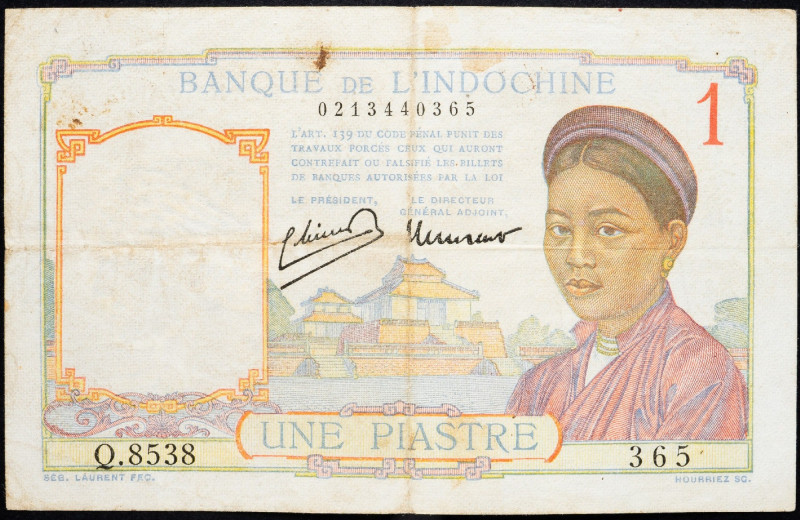 BANQUE DE L'INDOCHINE
0213440365
1
L'ART. 139 DU CODE PÉNAL PUNIT DES
TRAVAUX FORCÉS CEUX QUI AURONT
CONTREFAIT OU FALSIFIÉ LES BILLETS
DE BANQUES AUTORISÉES PAR LA LOI
LE PRÉSIDENT,
LE DIRECTEUR
GÉNÉRAL ADJOINT,
UNE PIASTRE
Q.8538
365
SÉB. LAURENT FEC.
HOURRIEZ SC.